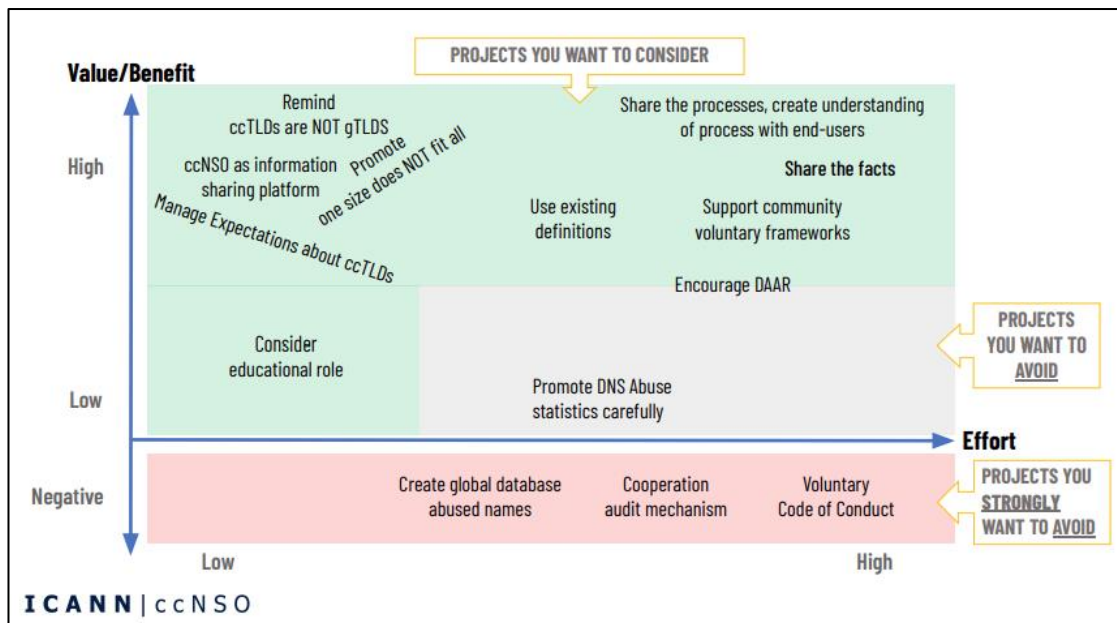 PROJECTS YOU WANT TO CONSIDER
Value/Benefit
Remind
ccTLDs are NOT gTLDS
Share the processes, create understanding
of process with end-users
High
Promote
one size does NOT fit all
ccNSO as information
sharing platform
Share the facts
Manage Expectations about ccTLDs
Use existing
definitions
Support community
voluntary frameworks
Encourage DAAR
Consider
educational role
PROJECTS
YOU WANT TO
AVOID
Low
Promote DNS Abuse
statistics carefully
Effort
Negative
Create global database
abused names
Cooperation
audit mechanism
Voluntary
Code of Conduct
PROJECTS YOU
STRONGLY
WANT TO AVOID
Low
High
ICANN | ccNSO